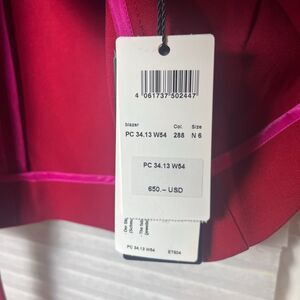 4 061737 502447
blazer Col. Size
PC 34.13 W54 288 N 6
PC 34.13 W54
650.– USD
PC 34.13 W54 ET604